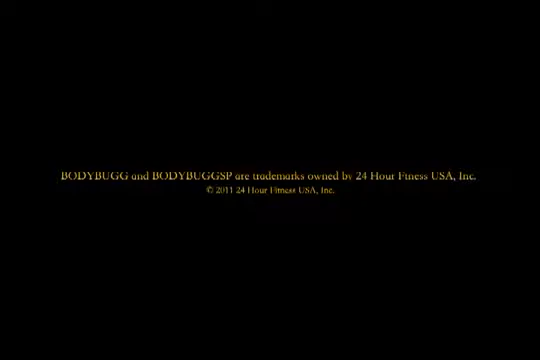 BODYBUGG and BODYBUGGSP are trademarks owned by 24 Hour Fitness USA, Inc.
© 2011 24 Hour Fitness USA, Inc.